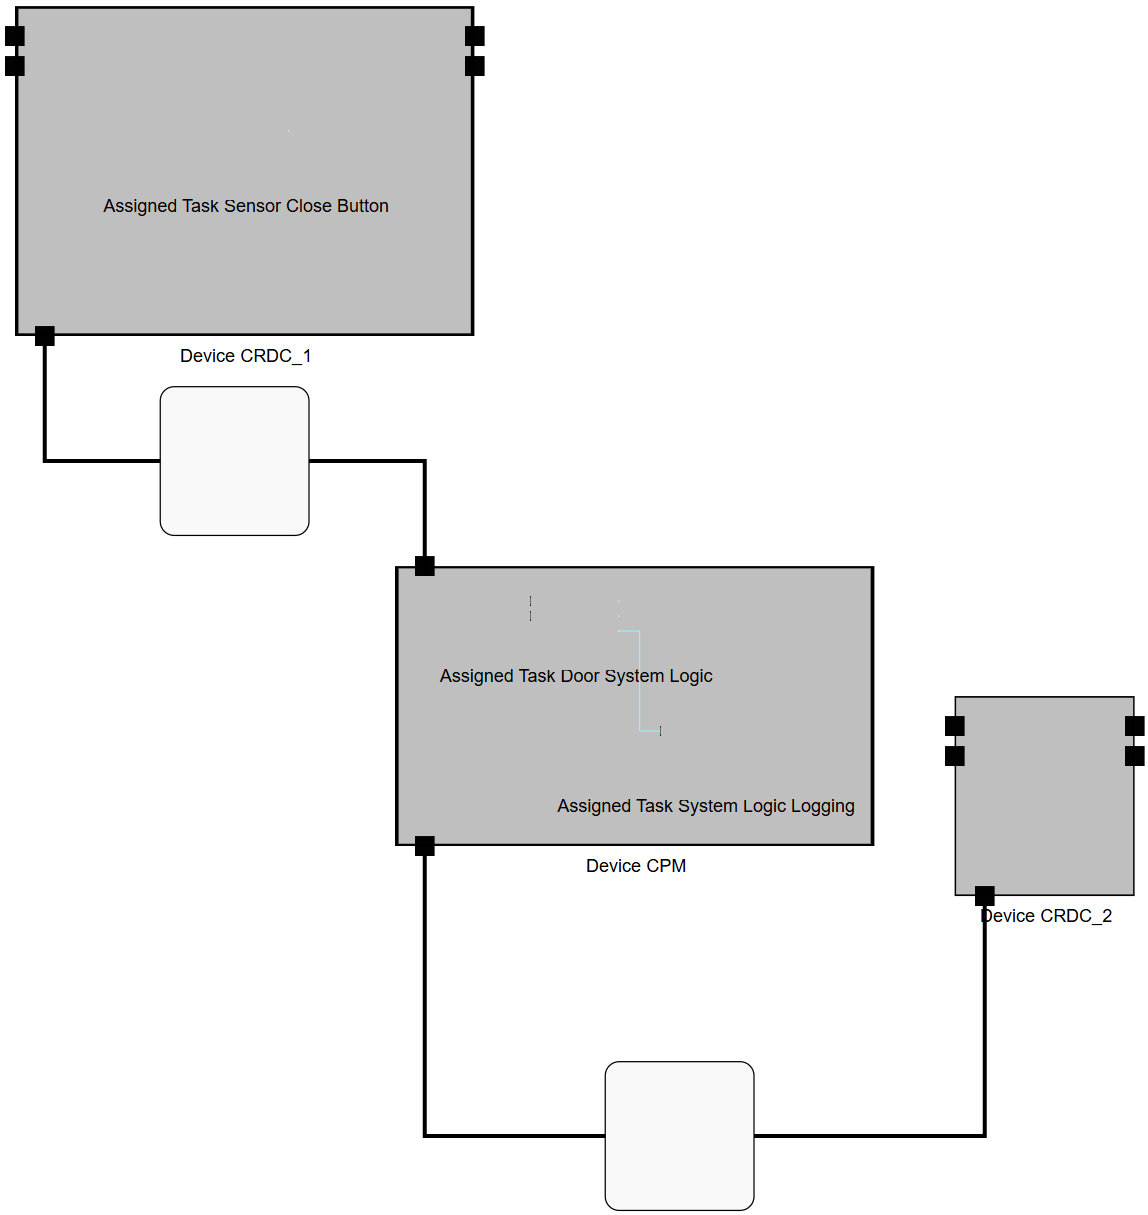 Assigned Task Sensor Close Button
Device CRDC_1
Assigned Task Door System Logic
Assigned Task System Logic Logging
Device CPM
Device CRDC_2